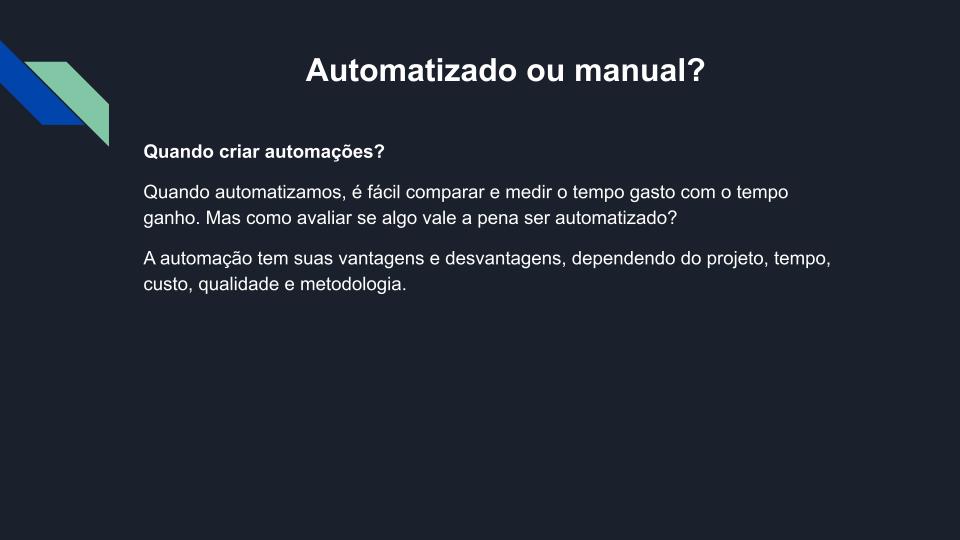 Automatizado ou manual?
Quando criar automações?
Quando automatizamos, é fácil comparar e medir o tempo gasto com o tempo
ganho. Mas como avaliar se algo vale a pena ser automatizado?
A automação tem suas vantagens e desvantagens, dependendo do projeto, tempo,
custo, qualidade e metodologia.